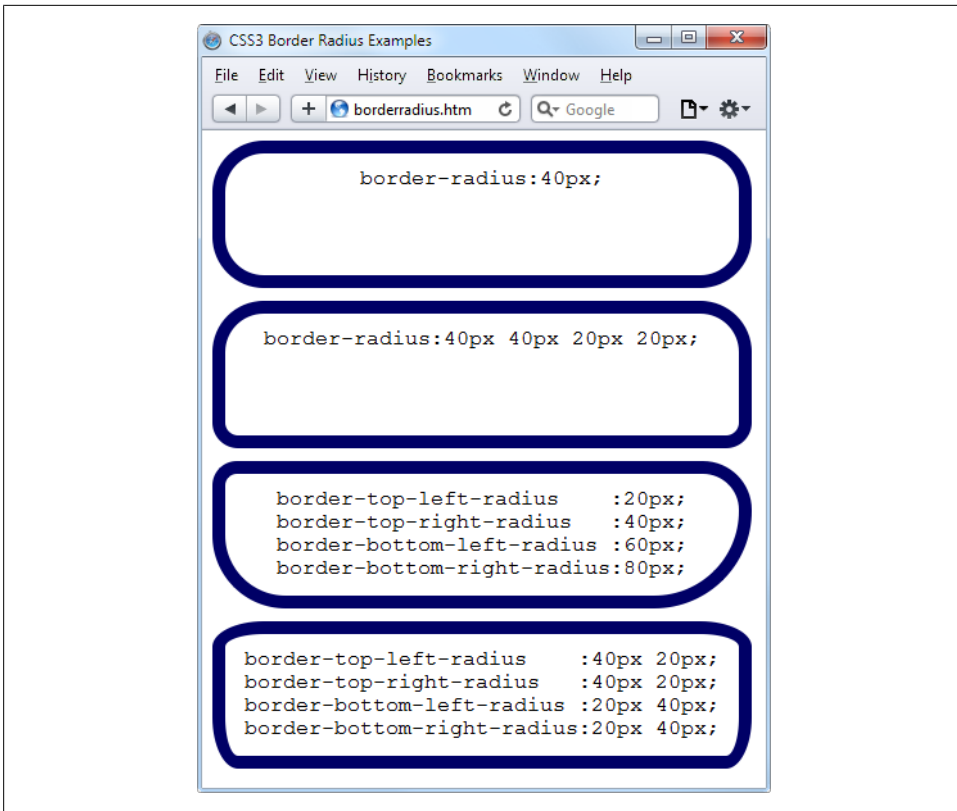 CSS3 Border Radius Examples
File Edit View History Bookmarks Window Help
borderradius.htm Google
border-radius:40px;
border-radius:40px 40px 20px 20px;
border-top-left-radius    :20px;
border-top-right-radius   :40px;
border-bottom-left-radius :60px;
border-bottom-right-radius:80px;
border-top-left-radius    :40px 20px;
border-top-right-radius   :40px 20px;
border-bottom-left-radius :20px 40px;
border-bottom-right-radius:20px 40px;